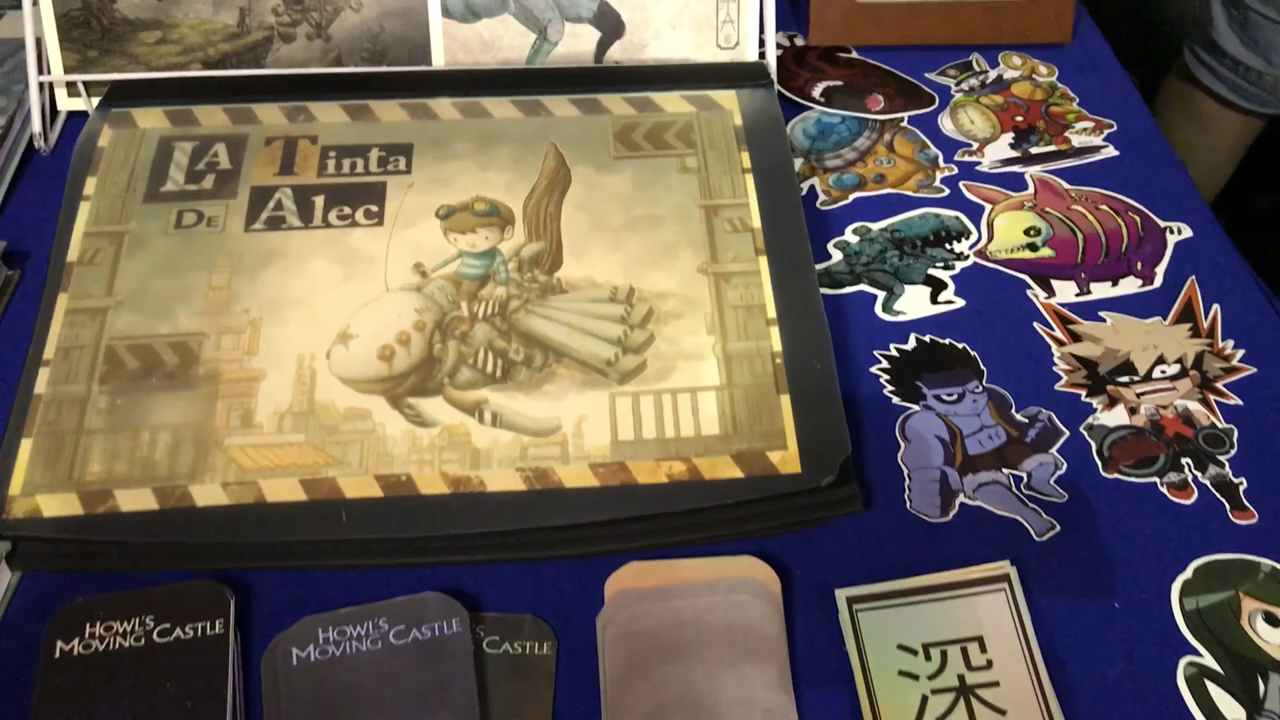 LA Tinta
DE Alec
HOWL'S
MOVING CASTLE
HOWL'S
MOVING CASTLE
'S
CASTLE
深